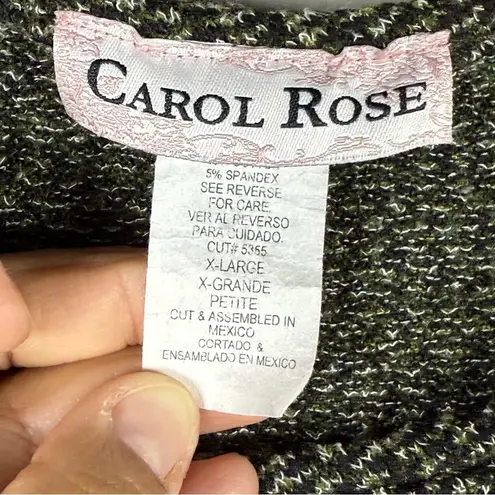 CAROL ROSE
5% SPANDEX
SEE REVERSE
FOR CARE.
VER AL REVERSO
PARA CUIDADO.
CUT# 5355
X-LARGE
X-GRANDE
PETITE
CUT & ASSEMBLED IN
MEXICO
CORTADO &
ENSAMBLADO EN MEXICO